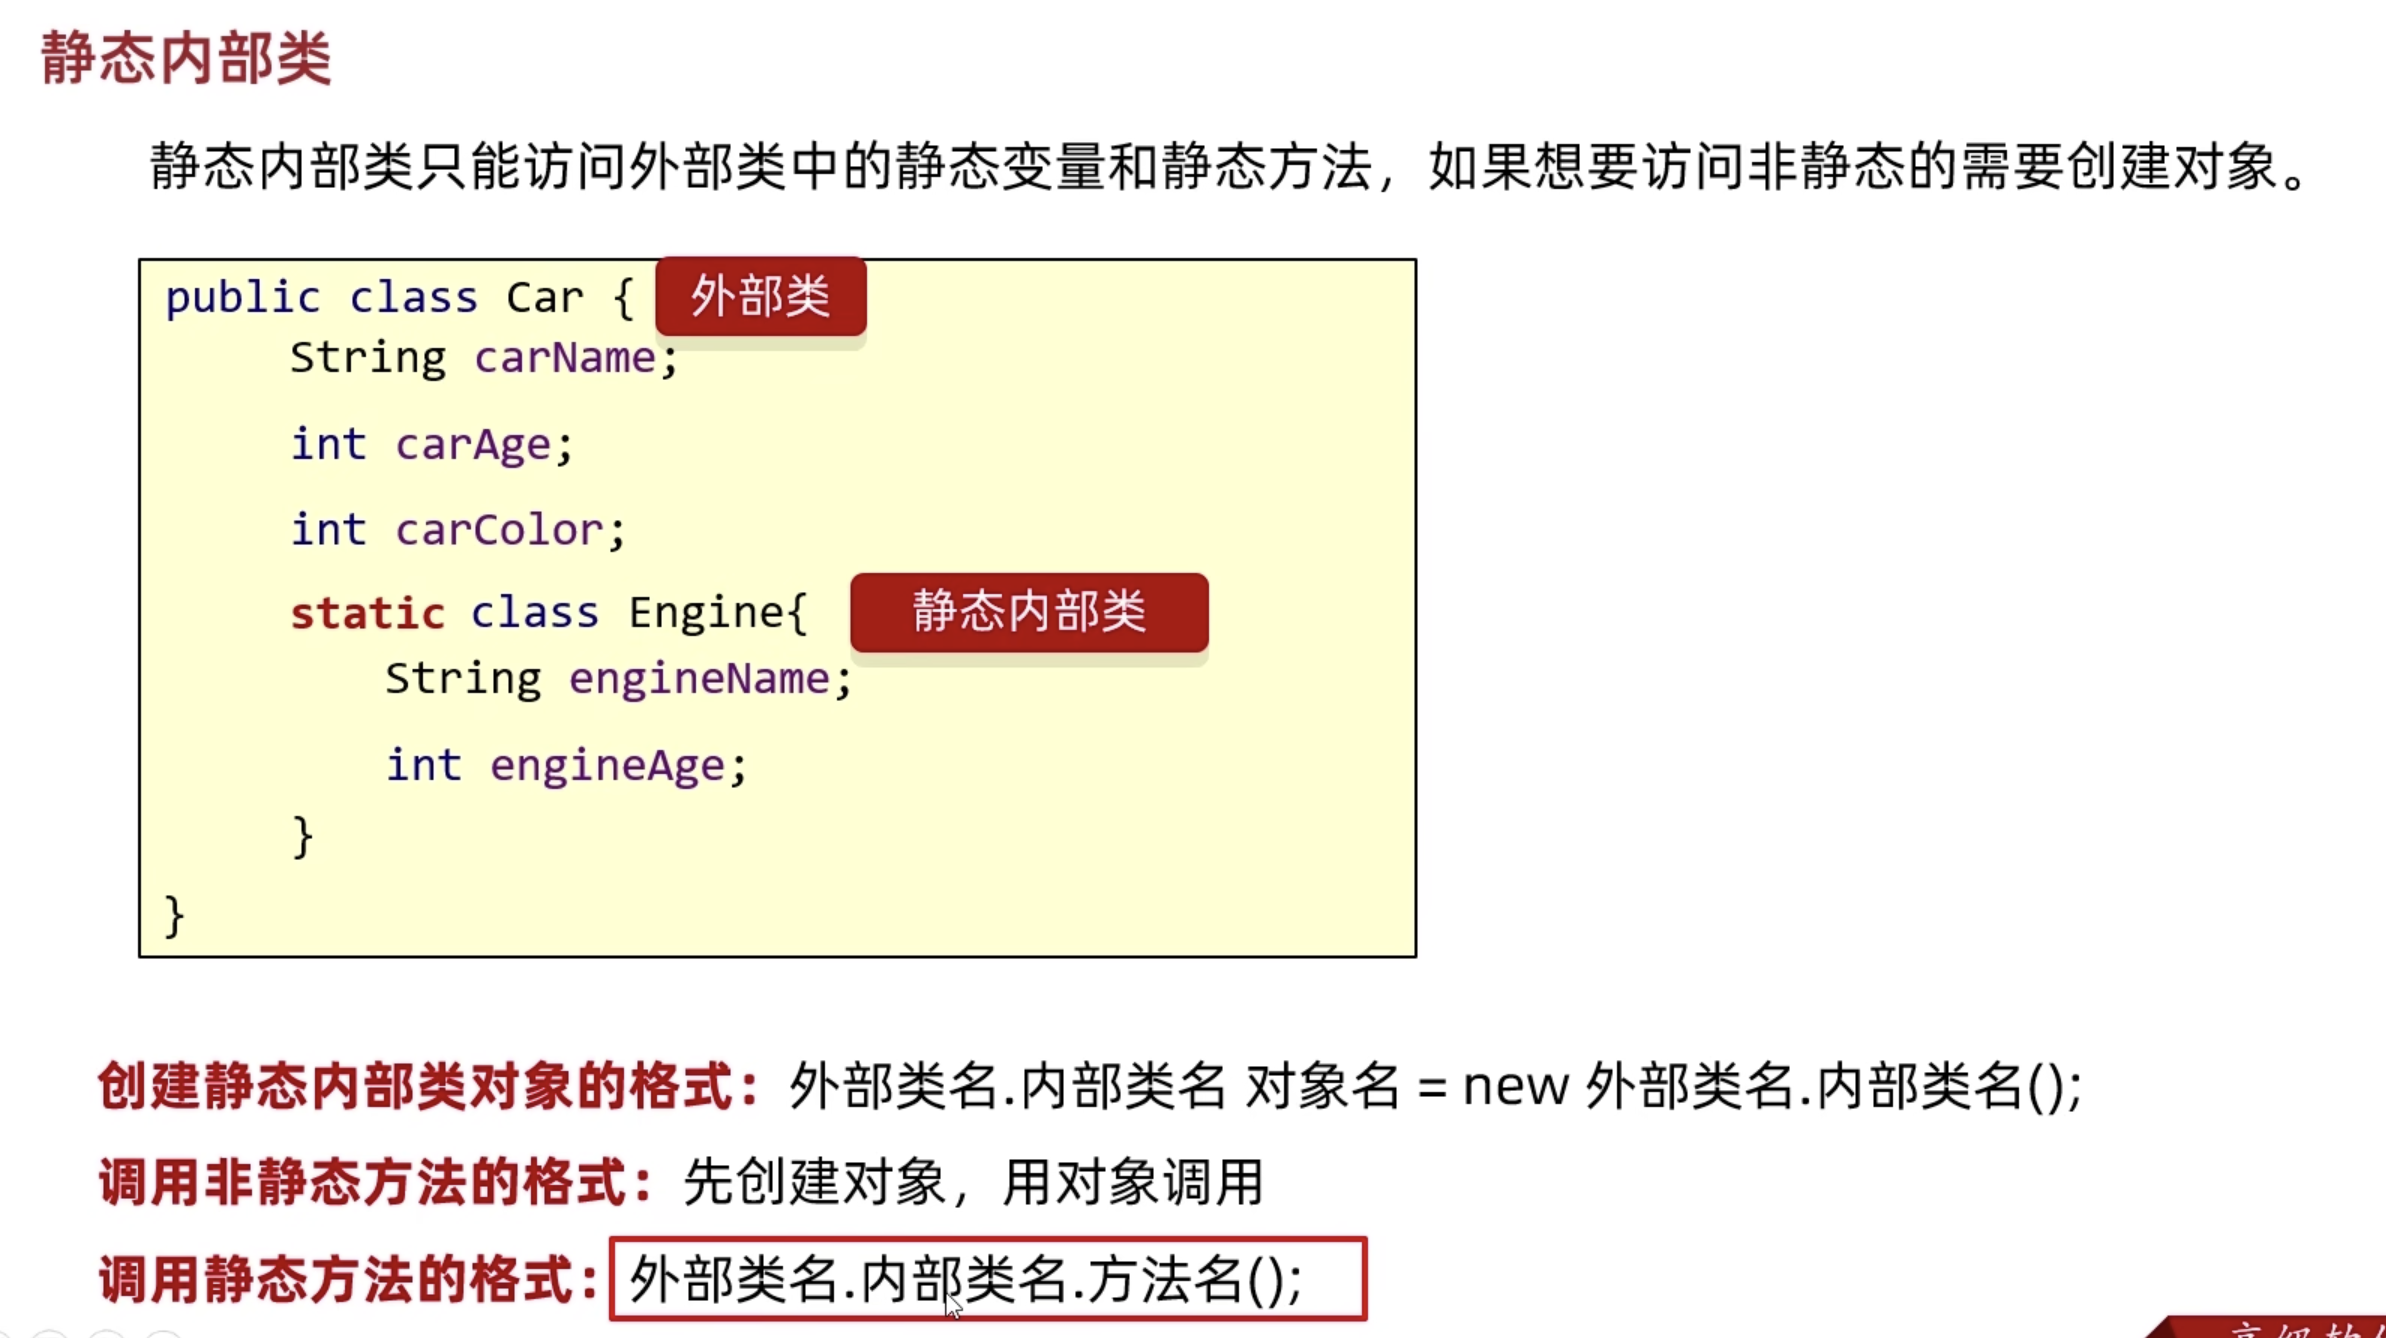 静态内部类
静态内部类只能访问外部类中的静态变量和静态方法，如果想要访问非静态的需要创建对象。
public class Car { 外部类
String carName;
int carAge;
int carColor;
static class Engine{ 静态内部类
String engineName;
int engineAge;
}
}
创建静态内部类对象的格式：外部类名.内部类名 对象名 = new 外部类名.内部类名();
调用非静态方法的格式：先创建对象，用对象调用
调用静态方法的格式：外部类名.内部类名.方法名();